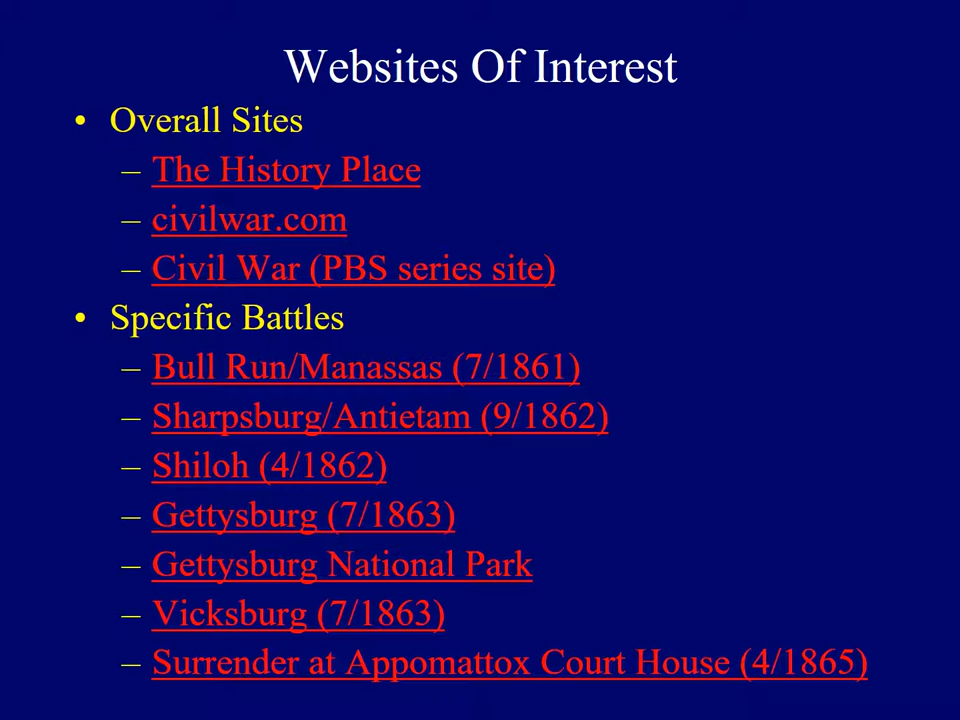 Websites Of Interest
• Overall Sites
– The History Place
– civilwar.com
– Civil War (PBS series site)
• Specific Battles
– Bull Run/Manassas (7/1861)
– Sharpsburg/Antietam (9/1862)
– Shiloh (4/1862)
– Gettysburg (7/1863)
– Gettysburg National Park
– Vicksburg (7/1863)
– Surrender at Appomattox Court House (4/1865)